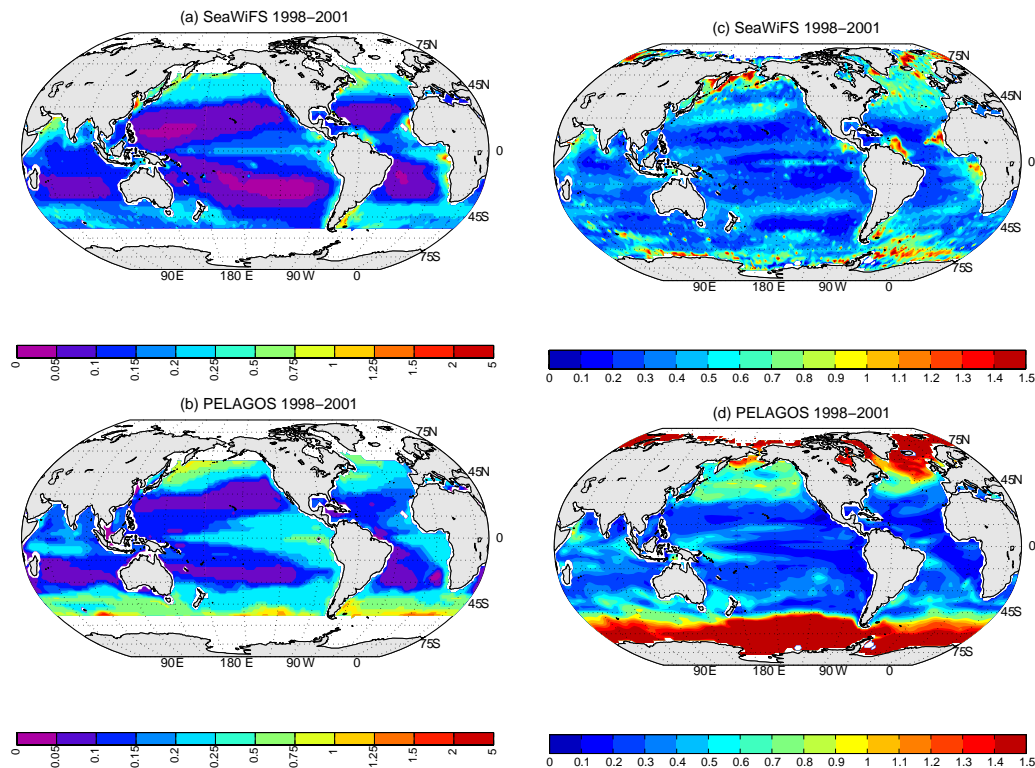 (a) SeaWiFS 1998−2001
75N
45N
0
45S
75S
90E 180 E 90 W 0
0 0.05 0.1 0.15 0.2 0.25 0.5 0.75 1 1.25 1.5 2 5
(b) PELAGOS 1998−2001
75N
45N
0
45S
75S
90E 180 E 90 W 0
0 0.05 0.1 0.15 0.2 0.25 0.5 0.75 1 1.25 1.5 2 5
(c) SeaWiFS 1998−2001
75N
45N
0
45S
75S
90E 180 E 90W 0
0 0.1 0.2 0.3 0.4 0.5 0.6 0.7 0.8 0.9 1 1.1 1.2 1.3 1.4 1.5
(d) PELAGOS 1998−2001
75N
45N
0
45S
75S
90E 180 E 90W 0
0 0.1 0.2 0.3 0.4 0.5 0.6 0.7 0.8 0.9 1 1.1 1.2 1.3 1.4 1.5